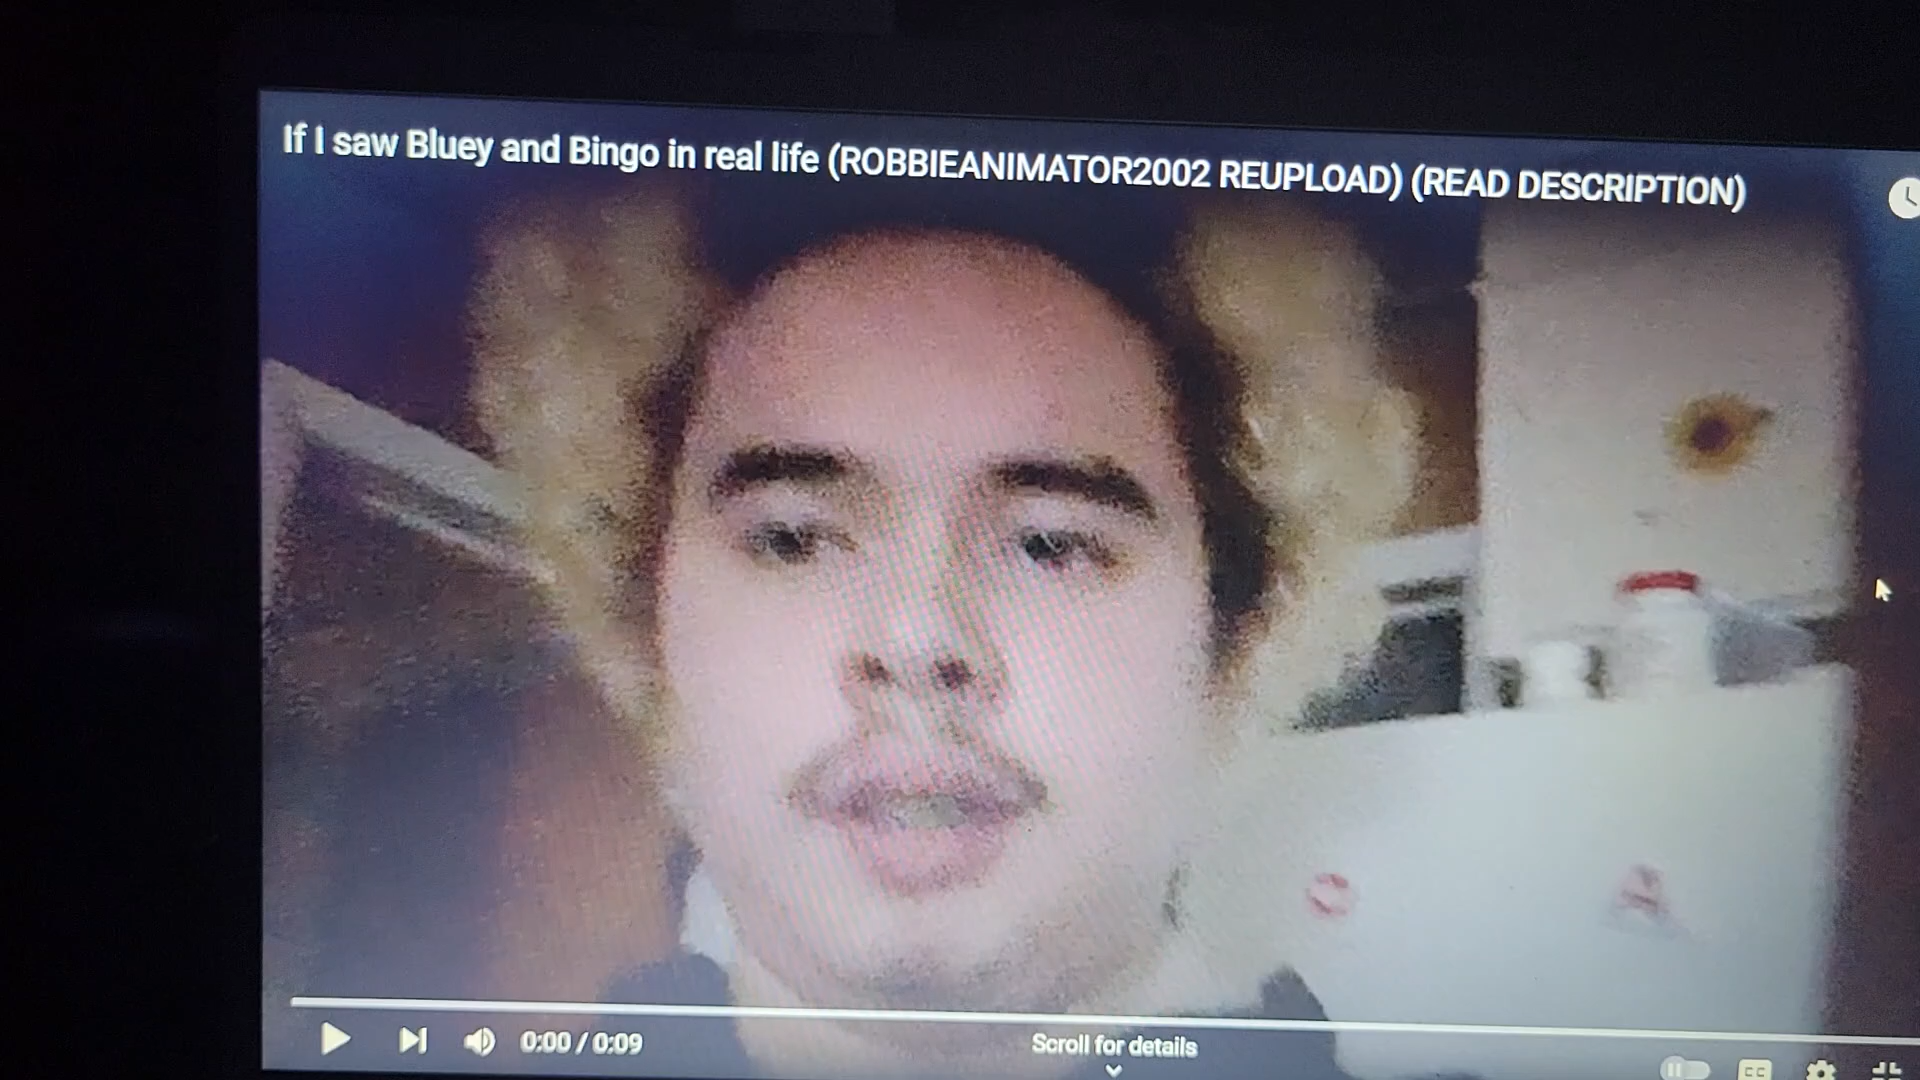 If I saw Bluey and Bingo in real life (ROBBIEANIMATOR2002 REUPLOAD) (READ DESCRIPTION)
0:00 / 0:09
Scroll for details
CC